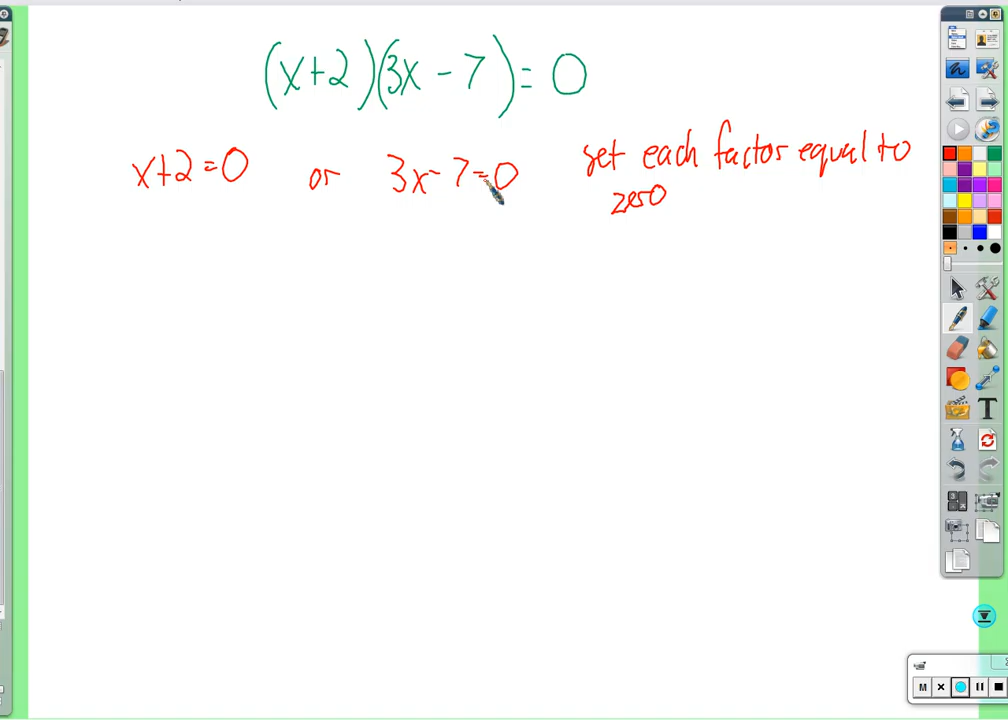 (x+2)(3x-7)=0
x+2=0 or 3x-7=0 set each factor equal to
zero
T
M